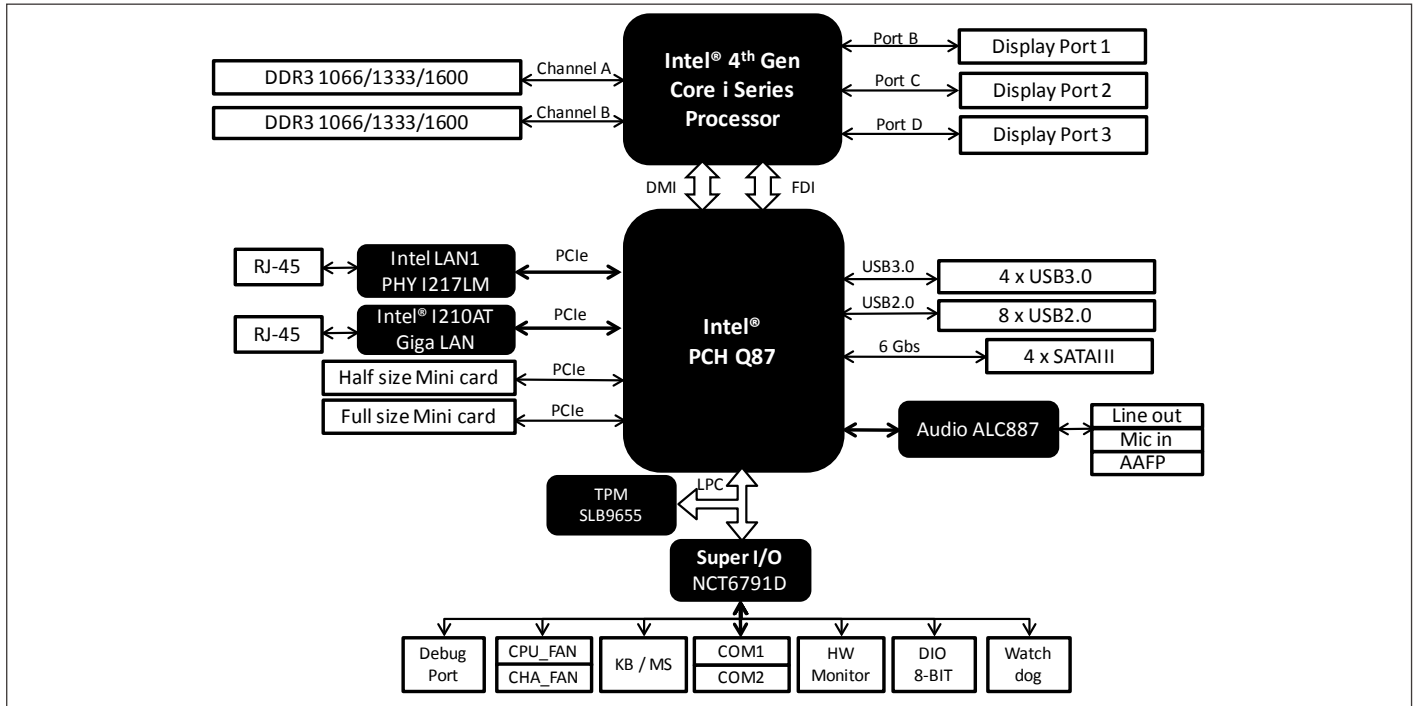 Intel® 4th Gen
Core i Series
Processor
DDR3 1066/1333/1600
Channel A
DDR3 1066/1333/1600
Channel B
Port B
Display Port 1
Port C
Display Port 2
Port D
Display Port 3
DMI
FDI
RJ-45
Intel LAN1
PHY I217LM
PCIe
RJ-45
Intel® I210AT
Giga LAN
PCIe
Half size Mini card
PCIe
Full size Mini card
PCIe
Intel®
PCH Q87
USB3.0
4 x USB3.0
USB2.0
8 x USB2.0
6 Gbs
4 x SATAIII
Audio ALC887
Line out
Mic in
AAFP
TPM
SLB9655
LPC
Super I/O
NCT6791D
Debug
Port
CPU_FAN
CHA_FAN
KB / MS
COM1
COM2
HW
Monitor
DIO
8-BIT
Watch
dog